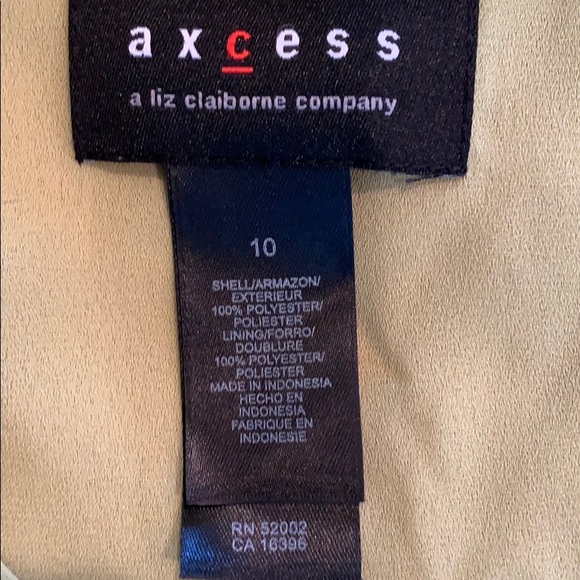 axcess
a liz claiborne company
10
SHELL/ARMAZON/
EXTERIEUR
100% POLYESTER/
POLIESTER
LINING/FORRO/
DOUBLURE
100% POLYESTER/
POLIESTER
MADE IN INDONESIA
HECHO EN
INDONESIA
FABRIQUE EN
INDONESIE
RN 52002
CA 16396